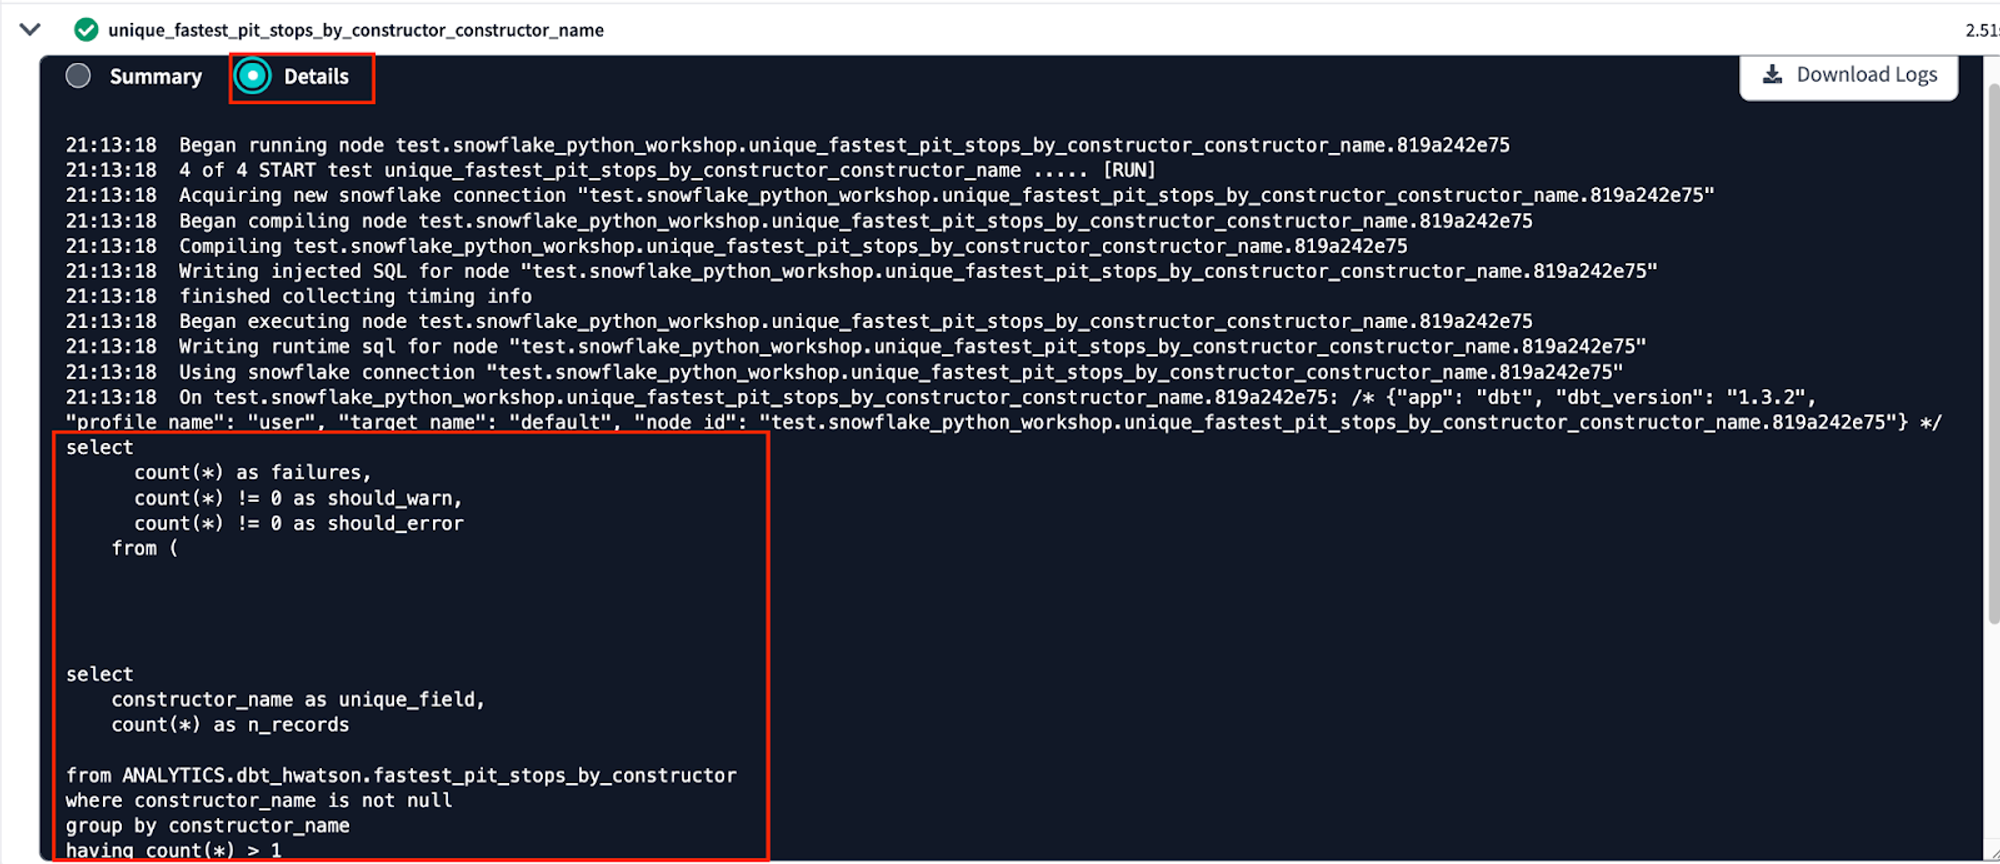 unique_fastest_pit_stops_by_constructor_constructor_name
2.51s
Summary
Details
Download Logs
21:13:18  Began running node test.snowflake_python_workshop.unique_fastest_pit_stops_by_constructor_constructor_name.819a242e75
21:13:18  4 of 4 START test unique_fastest_pit_stops_by_constructor_constructor_name ..... [RUN]
21:13:18  Acquiring new snowflake connection "test.snowflake_python_workshop.unique_fastest_pit_stops_by_constructor_constructor_name.819a242e75"
21:13:18  Began compiling node test.snowflake_python_workshop.unique_fastest_pit_stops_by_constructor_constructor_name.819a242e75
21:13:18  Compiling test.snowflake_python_workshop.unique_fastest_pit_stops_by_constructor_constructor_name.819a242e75
21:13:18  Writing injected SQL for node "test.snowflake_python_workshop.unique_fastest_pit_stops_by_constructor_constructor_name.819a242e75"
21:13:18  finished collecting timing info
21:13:18  Began executing node test.snowflake_python_workshop.unique_fastest_pit_stops_by_constructor_constructor_name.819a242e75
21:13:18  Writing runtime sql for node "test.snowflake_python_workshop.unique_fastest_pit_stops_by_constructor_constructor_name.819a242e75"
21:13:18  Using snowflake connection "test.snowflake_python_workshop.unique_fastest_pit_stops_by_constructor_constructor_name.819a242e75"
21:13:18  On test.snowflake_python_workshop.unique_fastest_pit_stops_by_constructor_constructor_name.819a242e75: /* {"app": "dbt", "dbt_version": "1.3.2",
"profile_name": "user", "target_name": "default", "node_id": "test.snowflake_python_workshop.unique_fastest_pit_stops_by_constructor_constructor_name.819a242e75"} */
select
count(*) as failures,
count(*) != 0 as should_warn,
count(*) != 0 as should_error
from (
select
constructor_name as unique_field,
count(*) as n_records
from ANALYTICS.dbt_hwatson.fastest_pit_stops_by_constructor
where constructor_name is not null
group by constructor_name
having count(*) > 1